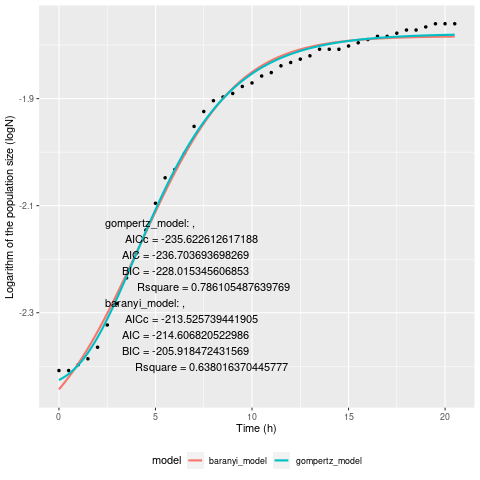 -1.9
-2.1
-2.3
Logarithm of the population size (logN)
gompertz_model: ,
AICc = -235.622612617188
AIC = -236.703693698269
BIC = -228.015345606853
Rsquare = 0.786105487639769
baranyi_model: ,
AICc = -213.525739441905
AIC = -214.606820522986
BIC = -205.918472431569
Rsquare = 0.638016370445777
0 5 10 15 20
Time (h)
model baranyi_model gompertz_model